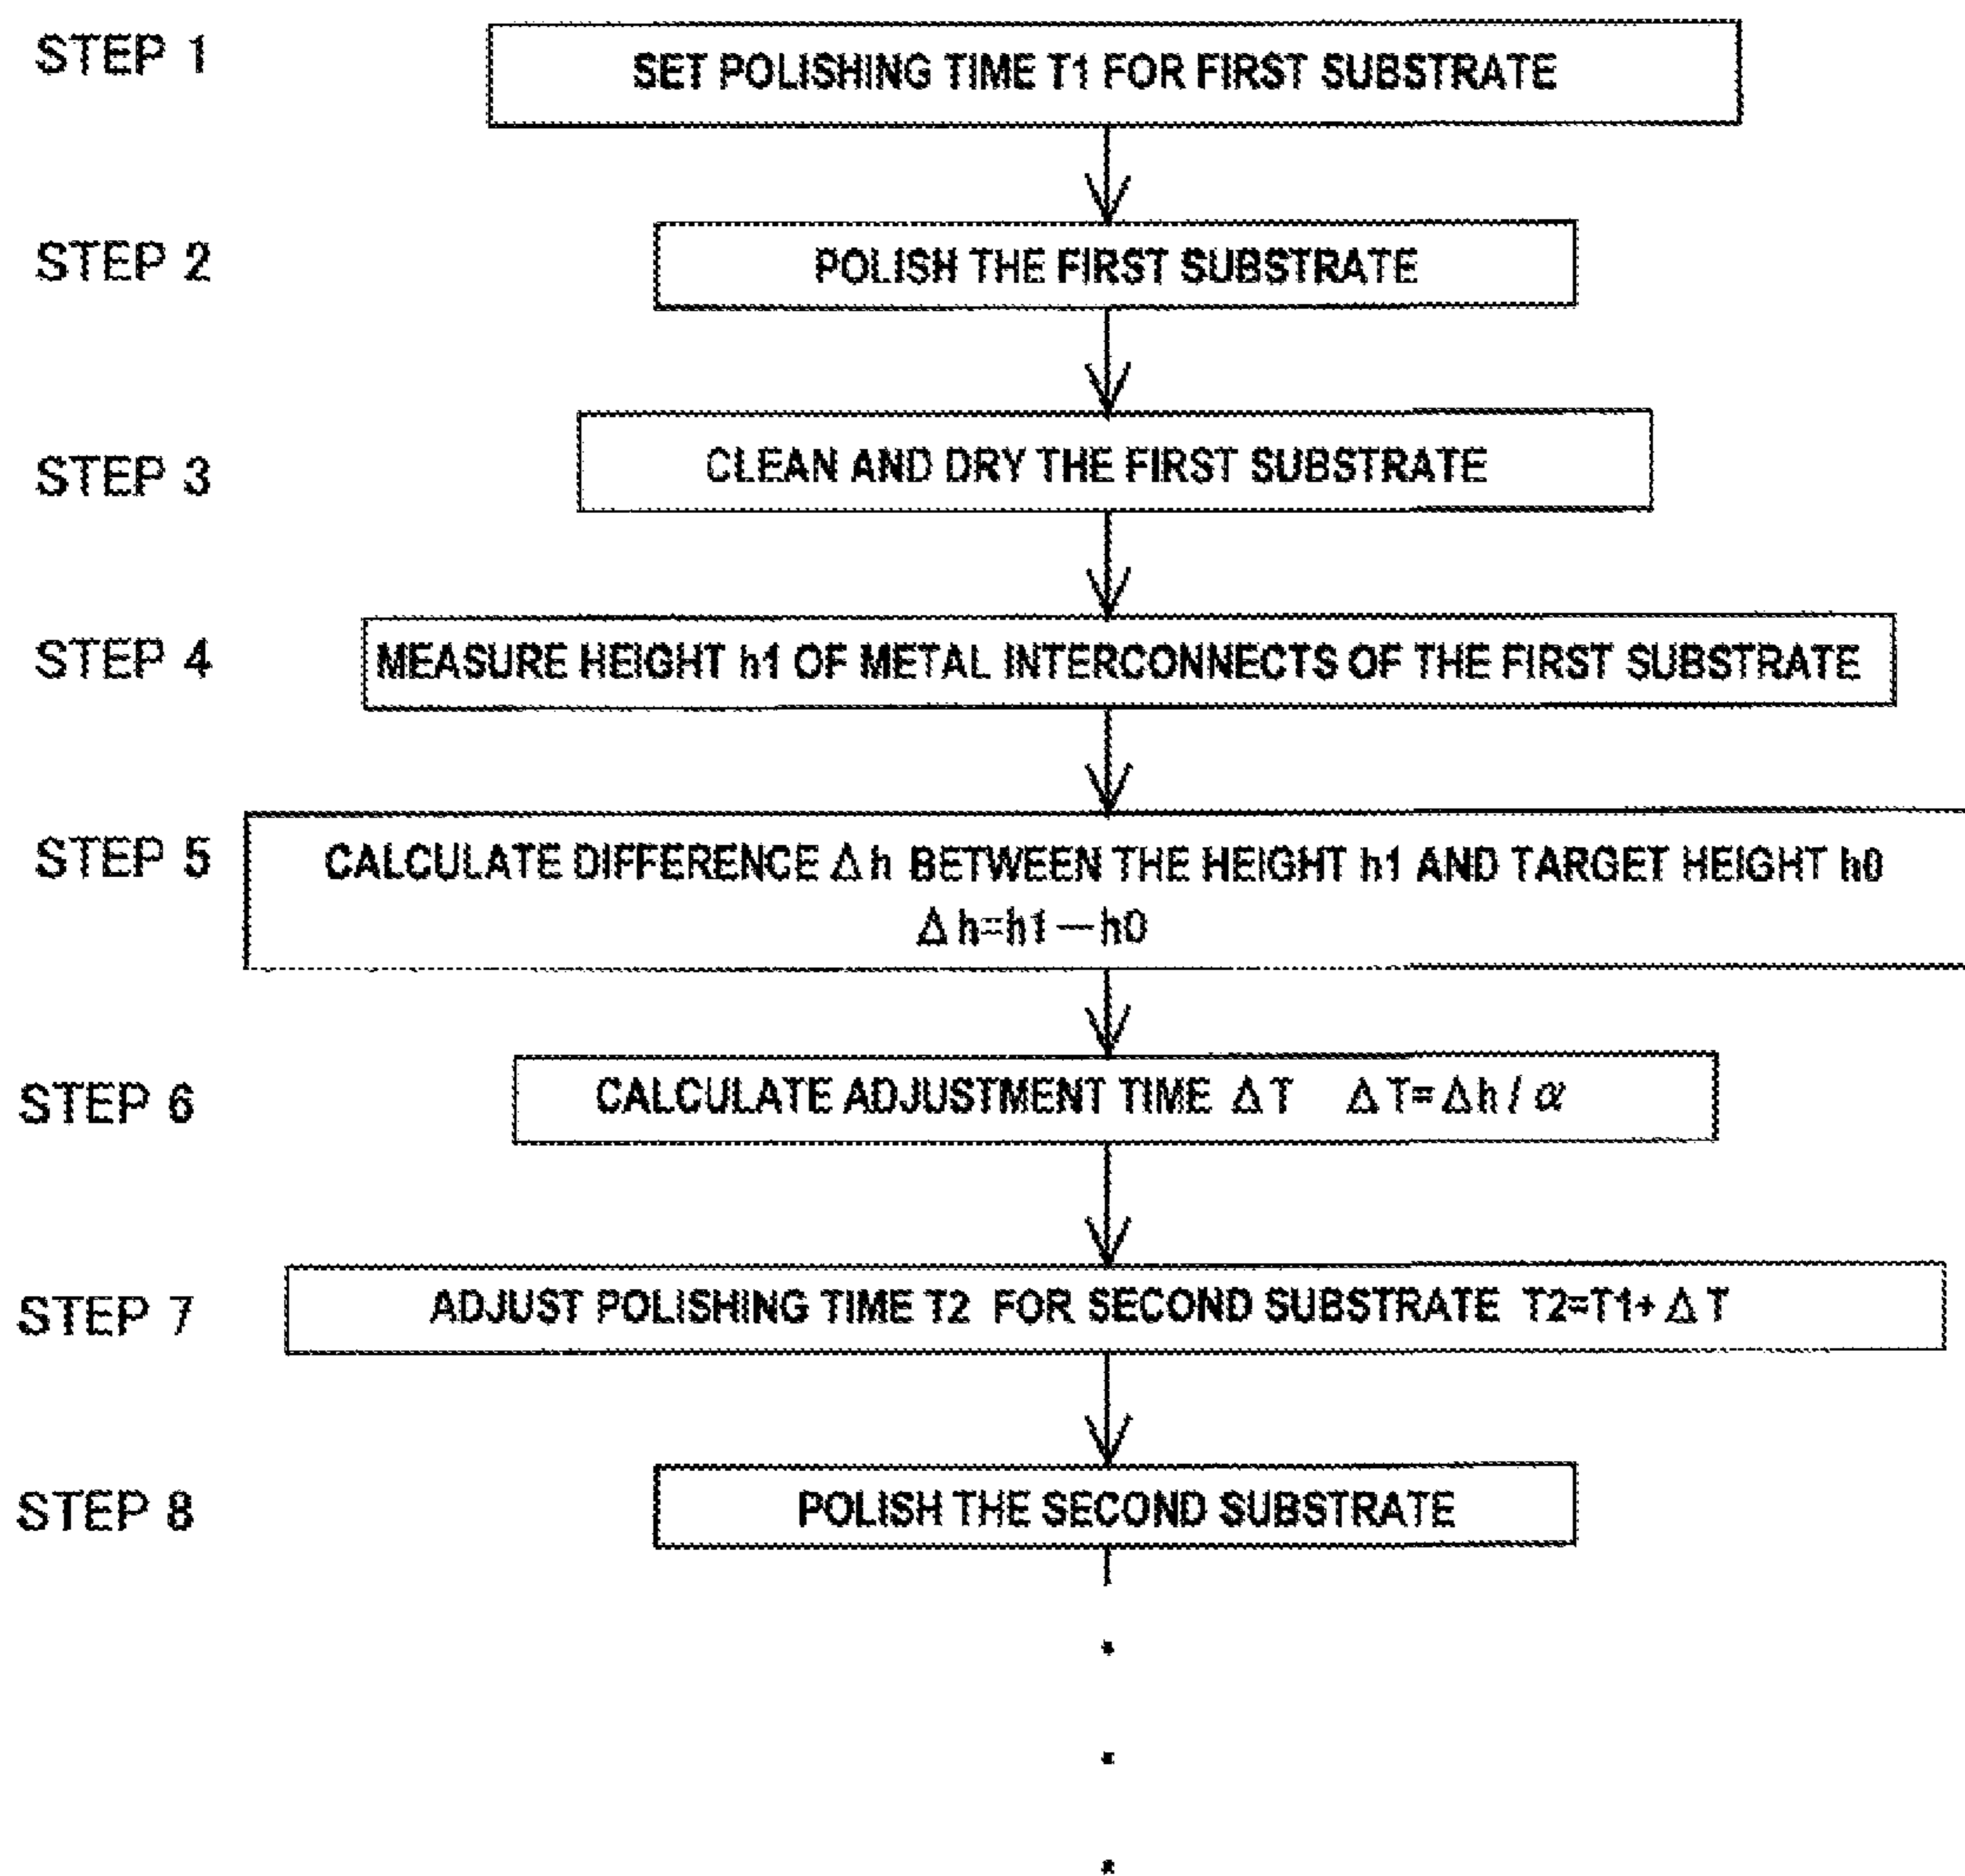 STEP 1
SET POLISHING TIME T1 FOR FIRST SUBSTRATE
STEP 2
POLISH THE FIRST SUBSTRATE
STEP 3
CLEAN AND DRY THE FIRST SUBSTRATE
STEP 4
MEASURE HEIGHT h1 OF METAL INTERCONNECTS OF THE FIRST SUBSTRATE
STEP 5
CALCULATE DIFFERENCE Δh BETWEEN THE HEIGHT h1 AND TARGET HEIGHT h0
Δh=h1—h0
STEP 6
CALCULATE ADJUSTMENT TIME ΔT ΔT=Δh/α
STEP 7
ADJUST POLISHING TIME T2 FOR SECOND SUBSTRATE T2=T1+ΔT
STEP 8
POLISH THE SECOND SUBSTRATE